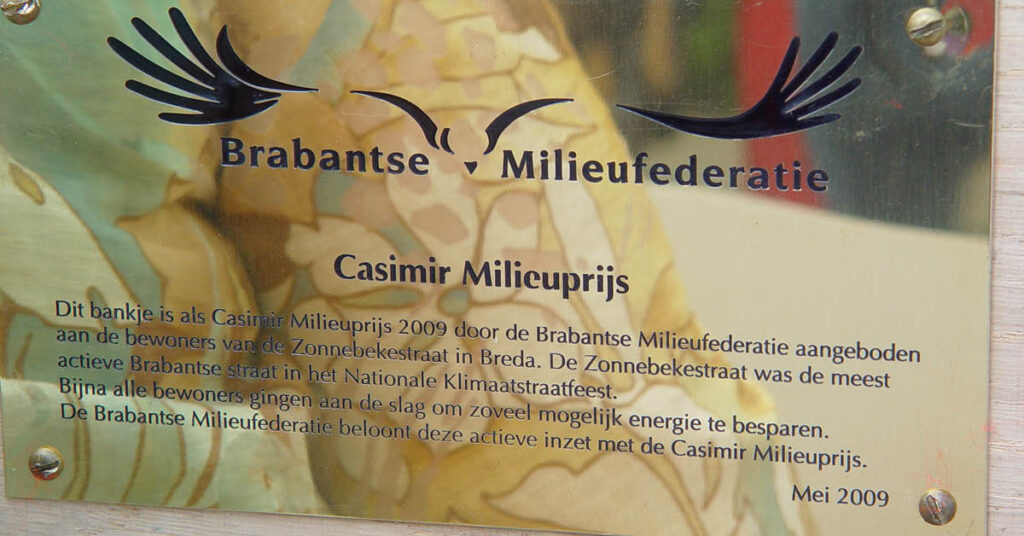 Brabantse Milieufederatie
Casimir Milieuprijs
Dit bankje is als Casimir Milieuprijs 2009 door de Brabantse Milieufederatie aangeboden
aan de bewoners van de Zonnebekestraat in Breda. De Zonnebekestraat was de meest
actieve Brabantse straat in het Nationale Klimaatstraatfeest.
Bijna alle bewoners gingen aan de slag om zoveel mogelijk energie te besparen.
De Brabantse Milieufederatie beloont deze actieve inzet met de Casimir Milieuprijs.
Mei 2009